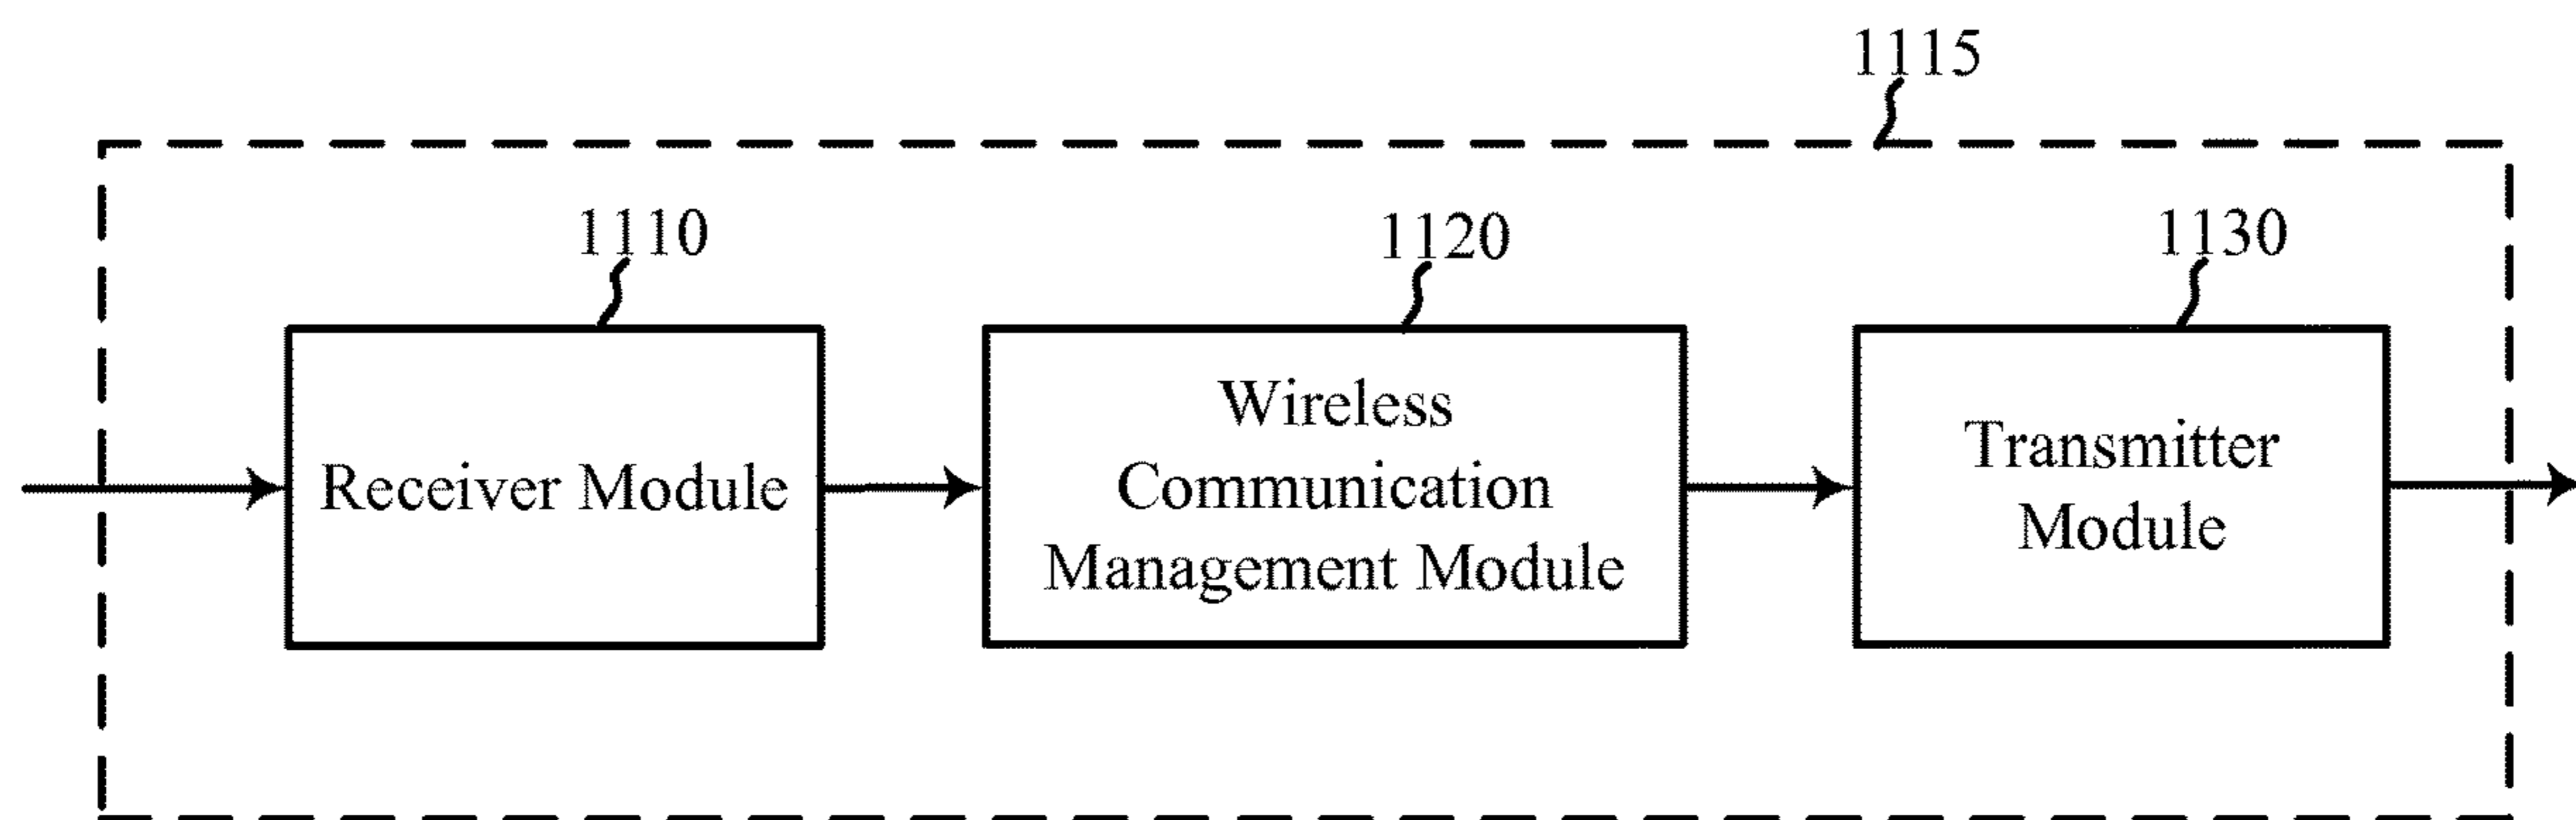 1115
1110
1120
1130
Receiver Module
Wireless
Communication
Management Module
Transmitter
Module